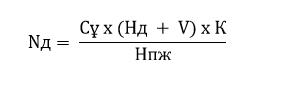 Nд = Сұ х (Нд + V) х К
Нпж